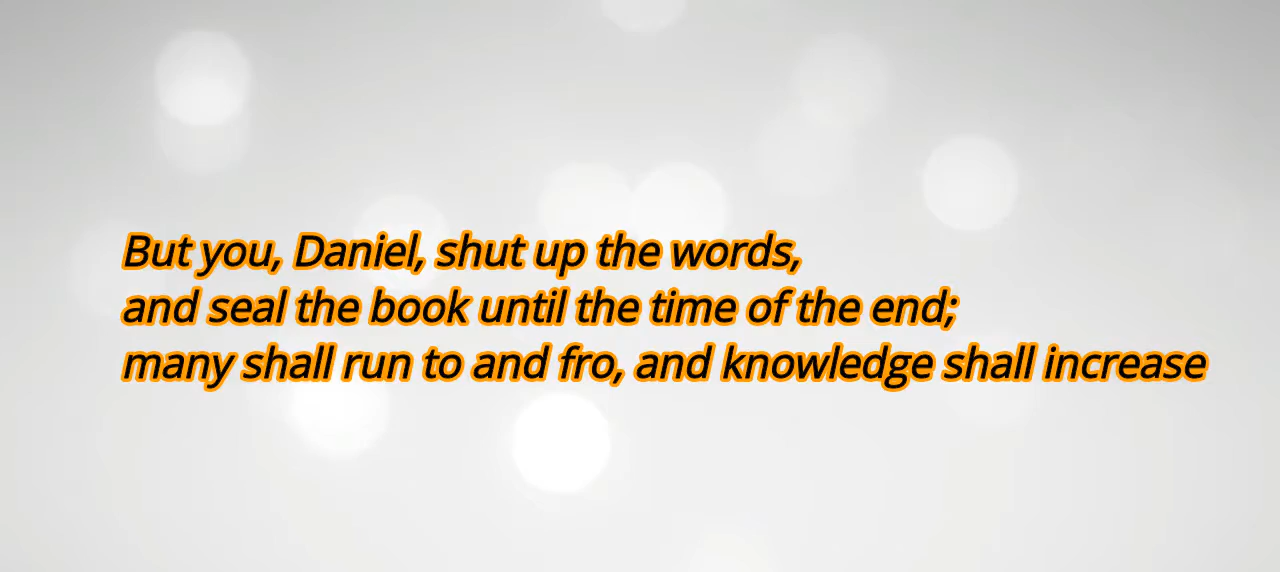 But you, Daniel, shut up the words,
and seal the book until the time of the end;
many shall run to and fro, and knowledge shall increase